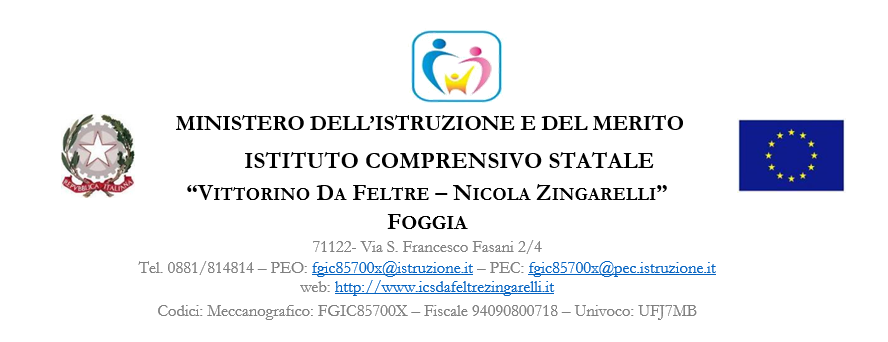 MINISTERO DELL’ISTRUZIONE E DEL MERITO
ISTITUTO COMPRENSIVO STATALE
“VITTORINO DA FELTRE – NICOLA ZINGARELLI”
FOGGIA
71122- Via S. Francesco Fasani 2/4
Tel. 0881/814814 – PEO: fgic85700x@istruzione.it – PEC: fgic85700x@pec.istruzione.it
web: http://www.icsdafeltrezingarelli.it
Codici: Meccanografico: FGIC85700X – Fiscale 94090800718 – Univoco: UFJ7MB
REPVBBLICA ITALIANA